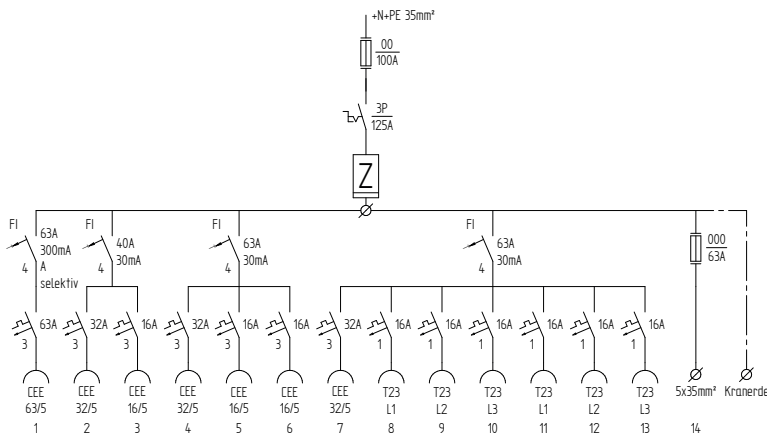 +N+PE 35mm²
00
100A
3P
125A
Z
FI
63A
300mA
A
selektiv
4
FI
40A
30mA
4
FI
63A
30mA
4
FI
63A
30mA
4
000
63A
63A
3
32A
3
16A
3
32A
3
16A
3
16A
3
32A
3
16A
1
16A
1
16A
1
16A
1
16A
1
16A
1
CEE CEE CEE CEE CEE CEE CEE T23 T23 T23 T23 T23 T23 5x35mm² Kranerde
63/5 32/5 16/5 32/5 16/5 16/5 32/5 L1 L2 L3 L1 L2 L3
1 2 3 4 5 6 7 8 9 10 11 12 13 14